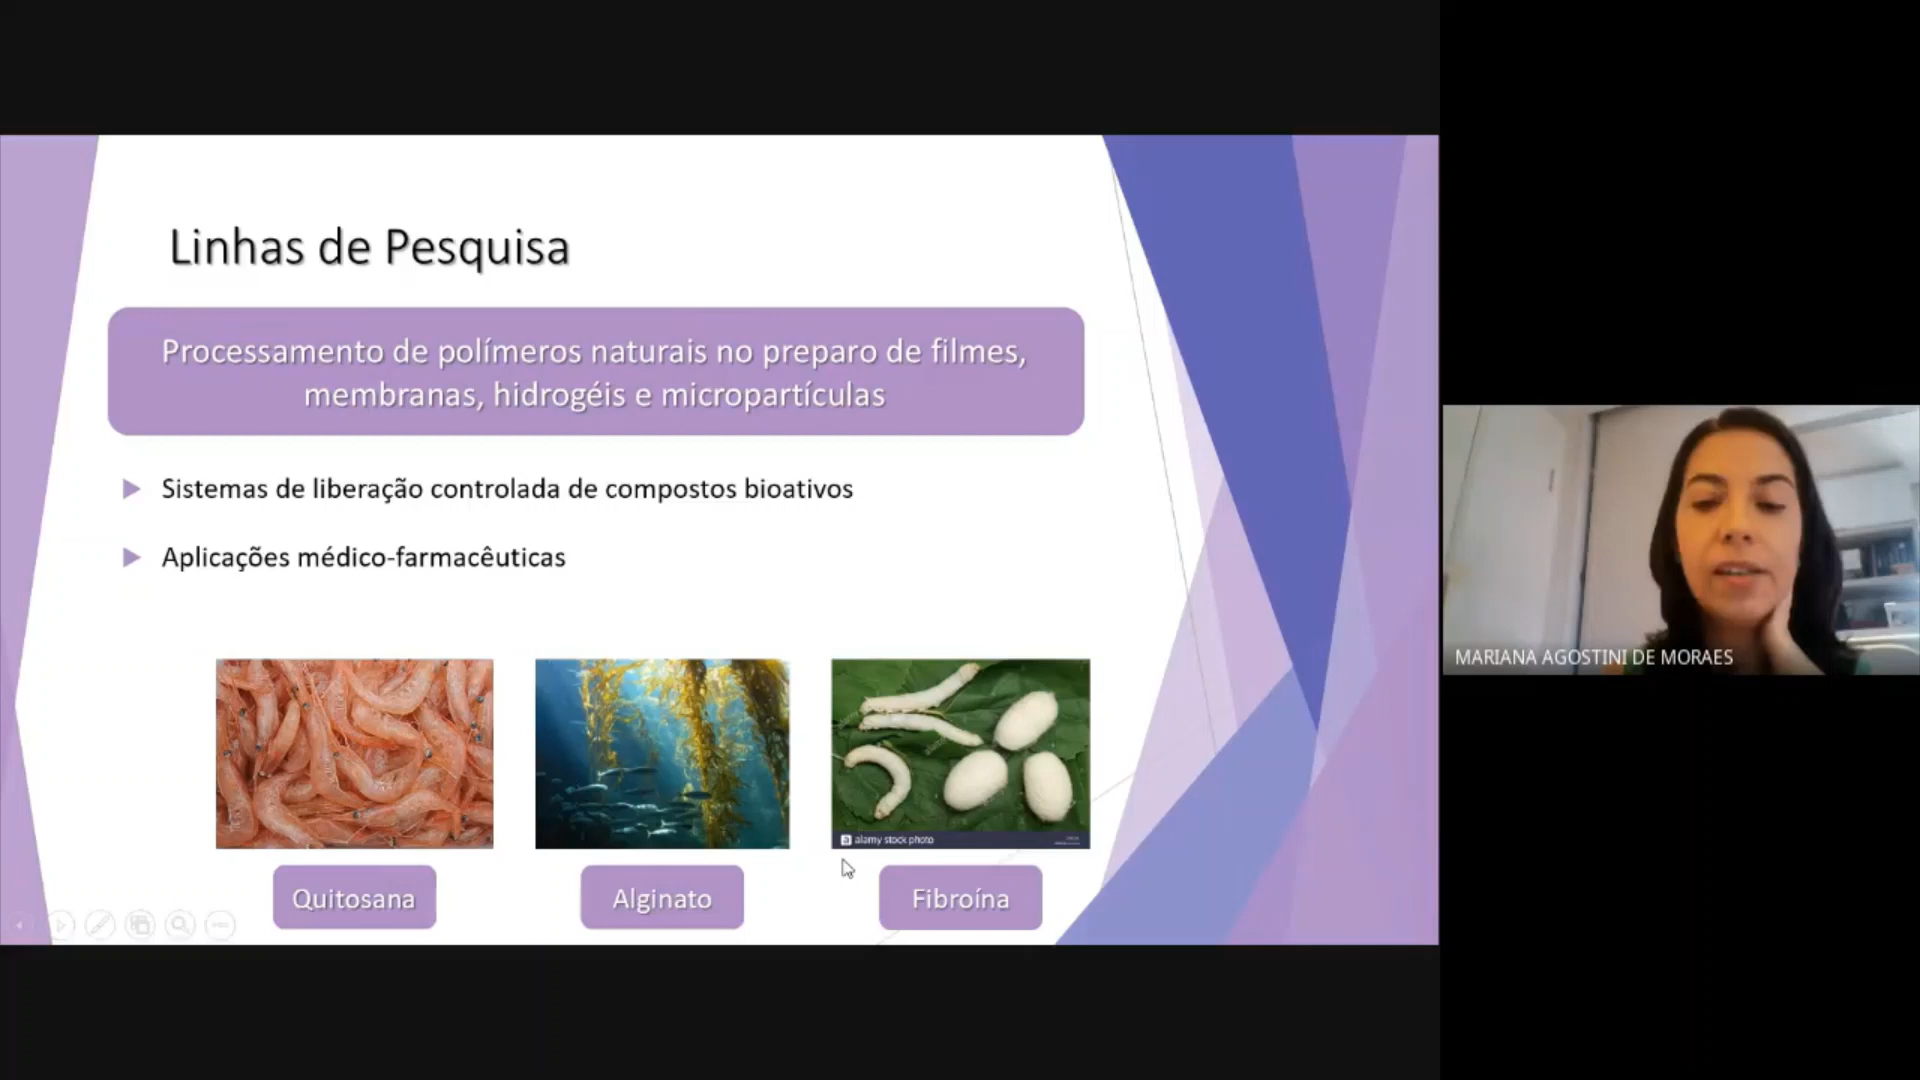 Linhas de Pesquisa
Processamento de polímeros naturais no preparo de filmes,
membranas, hidrogéis e micropartículas
Sistemas de liberação controlada de compostos bioativos
Aplicações médico-farmacêuticas
alamy stock photo
Quitosana
Alginato
Fibroína
MARIANA AGOSTINI DE MORAES